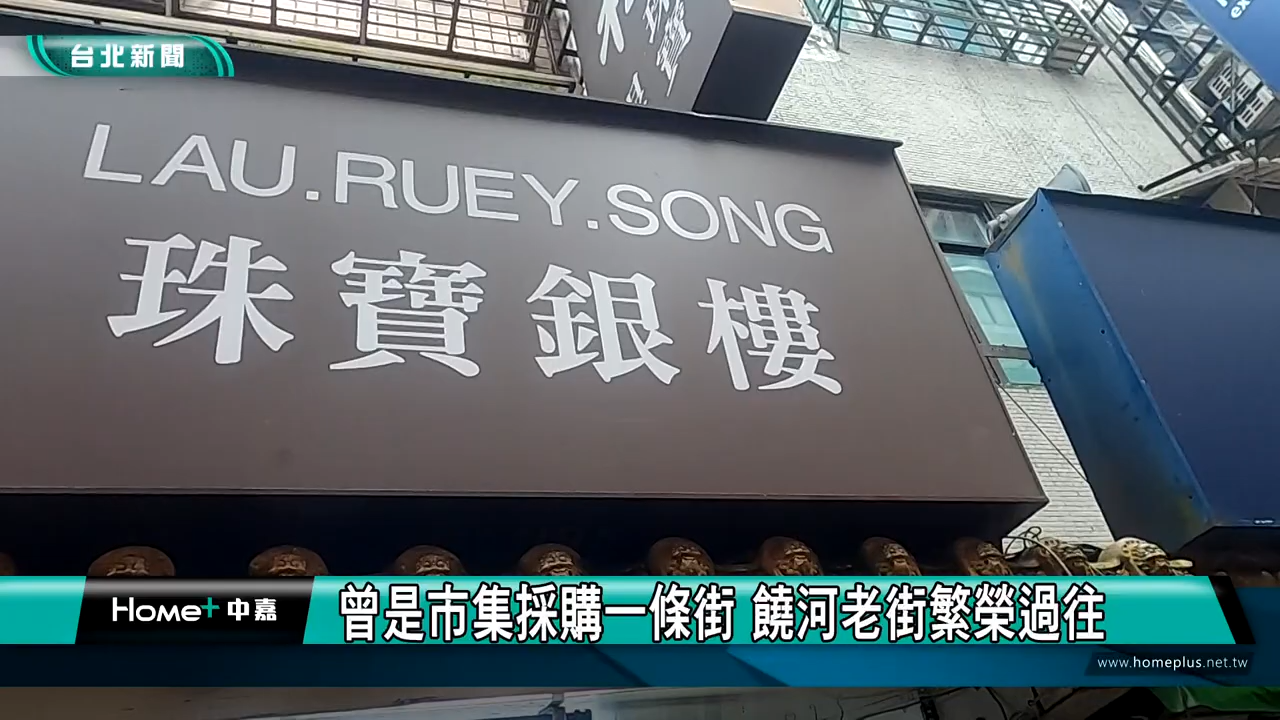 台北新聞
LAU.RUEY.SONG
珠寶銀樓
Home+中嘉
曾是市集採購一條街 饒河老街繁榮過往
www.homeplus.net.tw